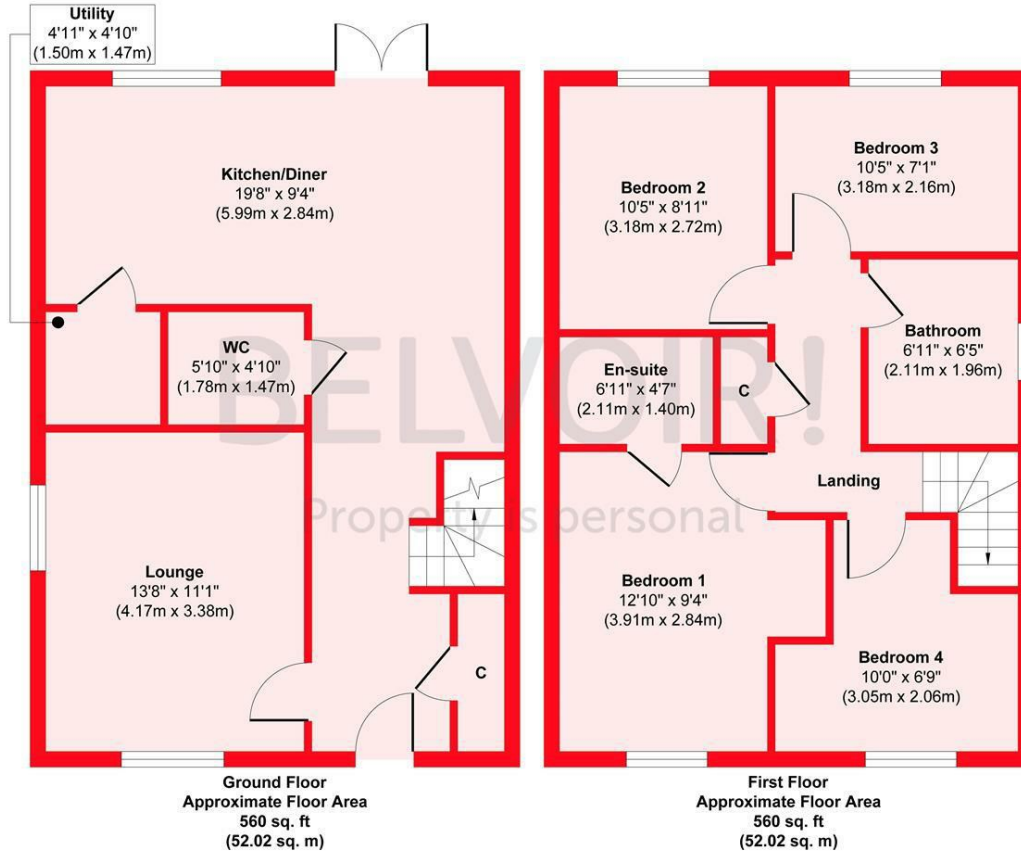 Utility
4'11" x 4'10"
(1.50m x 1.47m)
Kitchen/Diner
19'8" x 9'4"
(5.99m x 2.84m)
WC
5'10" x 4'10"
(1.78m x 1.47m)
Lounge
13'8" x 11'1"
(4.17m x 3.38m)
C
Ground Floor
Approximate Floor Area
560 sq. ft
(52.02 sq. m)
Bedroom 2
10'5" x 8'11"
(3.18m x 2.72m)
Bedroom 3
10'5" x 7'1"
(3.18m x 2.16m)
Bathroom
6'11" x 6'5"
(2.11m x 1.96m)
En-suite
6'11" x 4'7"
(2.11m x 1.40m)
C
Landing
Bedroom 1
12'10" x 9'4"
(3.91m x 2.84m)
Bedroom 4
10'0" x 6'9"
(3.05m x 2.06m)
First Floor
Approximate Floor Area
560 sq. ft
(52.02 sq. m)
BELVOIR!
Property is personal